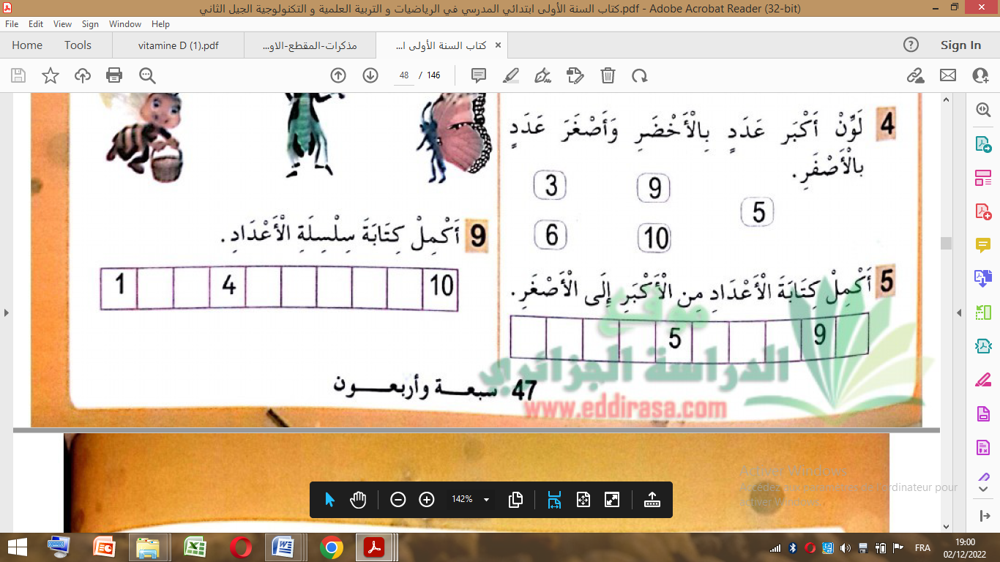 كتاب السنة الأولى ابتدائي المدرسي في الرياضيات و التربية العلمية و التكنولوجية الجيل الثاني.pdf - Adobe Acrobat Reader (32-bit)
File Edit View Sign Window Help
Home Tools vitamine D (1).pdf مذكرات-المقطع-الاو... كتاب السنة الأولى ا... Sign In
48 / 146
4 لَوِّنْ أَكْبَر عَدَدٍ بِالْأَخْضَرِ وَأَصْغَرَ عَدَدٍ
بِالْأَصْفَرِ.
3 9 5
6 10
5 أَكْمِلْ كِتَابَةَ الْأَعْدَادِ مِن الْأَكْبَرِ إِلَى الْأَصْغَرِ.
5 9
9 أَكْمِلْ كِتَابَةَ سِلْسِلَةِ الْأَعْدَادِ.
1 4 10
موقع
الدراسة الجزائري
www.eddirasa.com
47 سبعــة وأربعــــون
Activer Windows
Accédez aux paramètres de l'ordinateur pour
activer Windows.
142%
FRA
19:00
02/12/2022